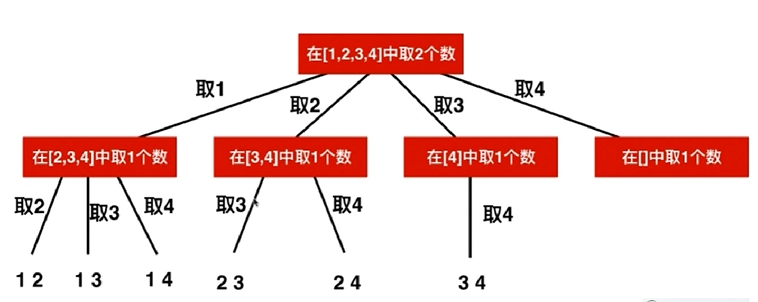 在[1,2,3,4]中取2个数
取1
取2
取3
取4
在[2,3,4]中取1个数
在[3,4]中取1个数
在[4]中取1个数
在[]中取1个数
取2
取3
取4
取3
取4
取4
1 2
1 3
1 4
2 3
2 4
3 4